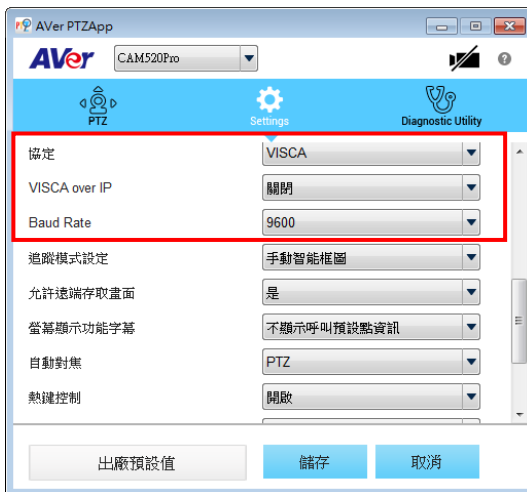 AVer PTZApp
AVer CAM520Pro
PTZ Settings Diagnostic Utility
協定 VISCA
VISCA over IP 關閉
Baud Rate 9600
追蹤模式設定 手動智能框圖
允許遠端存取畫面 是
螢幕顯示功能字幕 不顯示呼叫預設點資訊
自動對焦 PTZ
熱鍵控制 開啟
出廠預設值 儲存 取消